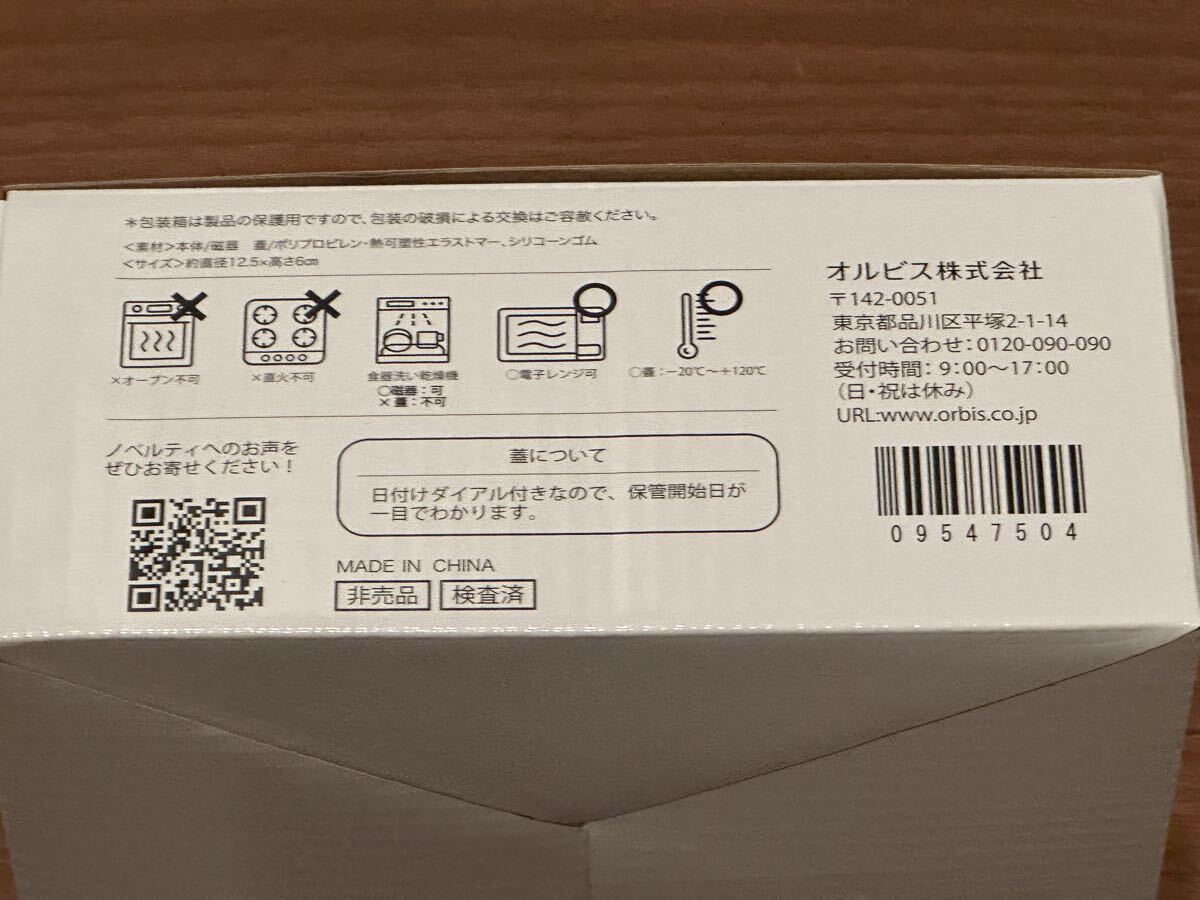 ＊包装箱は製品の保護用ですので、包装の破損による交換はご容赦ください。
＜素材＞本体/磁器　蓋/ポリプロピレン・熱可塑性エラストマー、シリコーンゴム
＜サイズ＞約直径12.5×高さ6㎝
×オーブン不可
×直火不可
食器洗い乾燥機
〇磁器：可
×蓋：不可
〇電子レンジ可
〇蓋：−20℃〜＋120℃
ノベルティへのお声を
ぜひお寄せください！
蓋について
日付けダイアル付きなので、保管開始日が
一目でわかります。
MADE IN CHINA
非売品
検査済
オルビス株式会社
〒142-0051
東京都品川区平塚2-1-14
お問い合わせ：0120-090-090
受付時間：9:00〜17:00
（日・祝は休み）
URL:www.orbis.co.jp
09547504